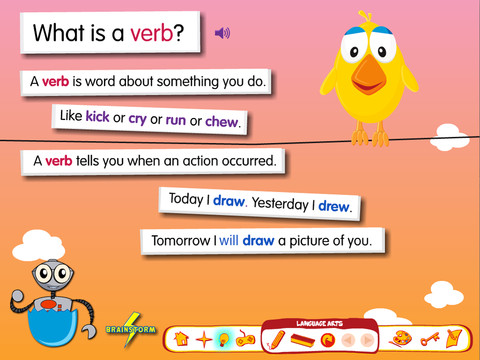 What is a verb?
A verb is word about something you do.
Like kick or cry or run or chew.
A verb tells you when an action occurred.
Today I draw. Yesterday I drew.
Tomorrow I will draw a picture of you.
BRAINSTORM
LANGUAGE ARTS